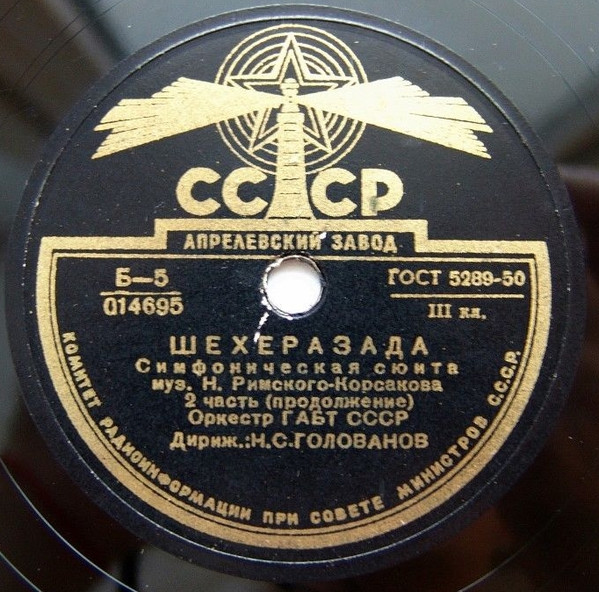 СССР
АПРЕЛЕВСКИЙ ЗАВОД
Б-5
014695
ГОСТ 5289-50
III кл.
ШЕХЕРАЗАДА
Симфоническая сюита
муз. Н. Римского-Корсакова
2 часть (продолжение)
Оркестр ГАБТ СССР
Дириж.: Н.С.ГОЛОВАНОВ
КОМИТЕТ РАДИОИНФОРМАЦИИ ПРИ СОВЕТЕ МИНИСТРОВ С.С.С.Р.